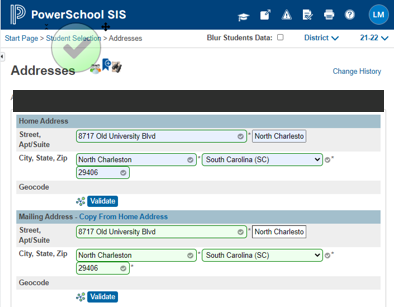 PowerSchool SIS
LM
Start Page > Student Selection > Addresses
Blur Students Data:
District
21-22
Addresses
Change History
Home Address
Street, Apt/Suite
8717 Old University Blvd
*
North Charlesto
City, State, Zip
North Charleston
*
South Carolina (SC)
*
29406
Geocode
Validate
Mailing Address - Copy From Home Address
Street, Apt/Suite
8717 Old University Blvd
*
North Charlesto
City, State, Zip
North Charleston
*
South Carolina (SC)
*
29406
*
Geocode
Validate